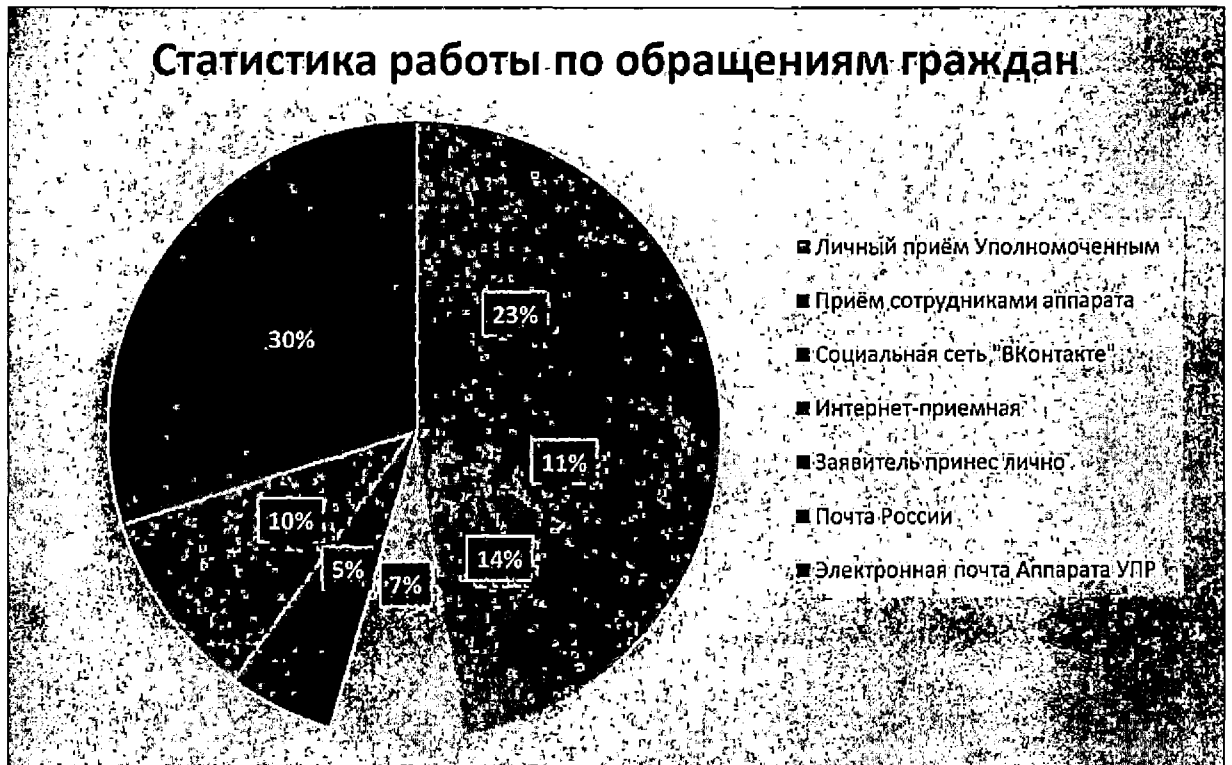 Статистика работы по обращениям граждан
30%
23%
11%
14%
7%
5%
10%
Личный приём Уполномоченным
Приём сотрудниками аппарата
Социальная сеть "ВКонтакте"
Интернет-приемная
Заявитель принес лично
Почта России
Электронная почта Аппарата УПР